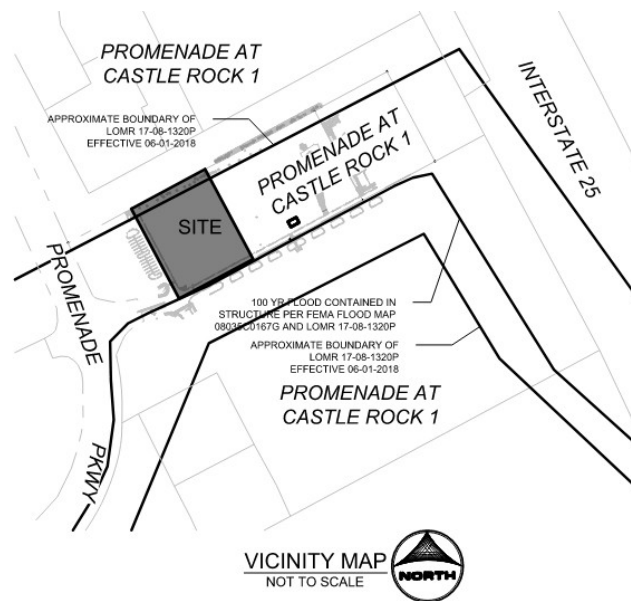 PROMENADE AT
CASTLE ROCK 1
APPROXIMATE BOUNDARY OF
LOMR 17-08-1320P
EFFECTIVE 06-01-2018
INTERSTATE 25
PROMENADE AT
CASTLE ROCK 1
SITE
PROMENADE
PKWY
100 YR FLOOD CONTAINED IN
STRUCTURE PER FEMA FLOOD MAP
08035C0167G AND LOMR 17-08-1320P
APPROXIMATE BOUNDARY OF
LOMR 17-08-1320P
EFFECTIVE 06-01-2018
PROMENADE AT
CASTLE ROCK 1
VICINITY MAP
NOT TO SCALE
NORTH